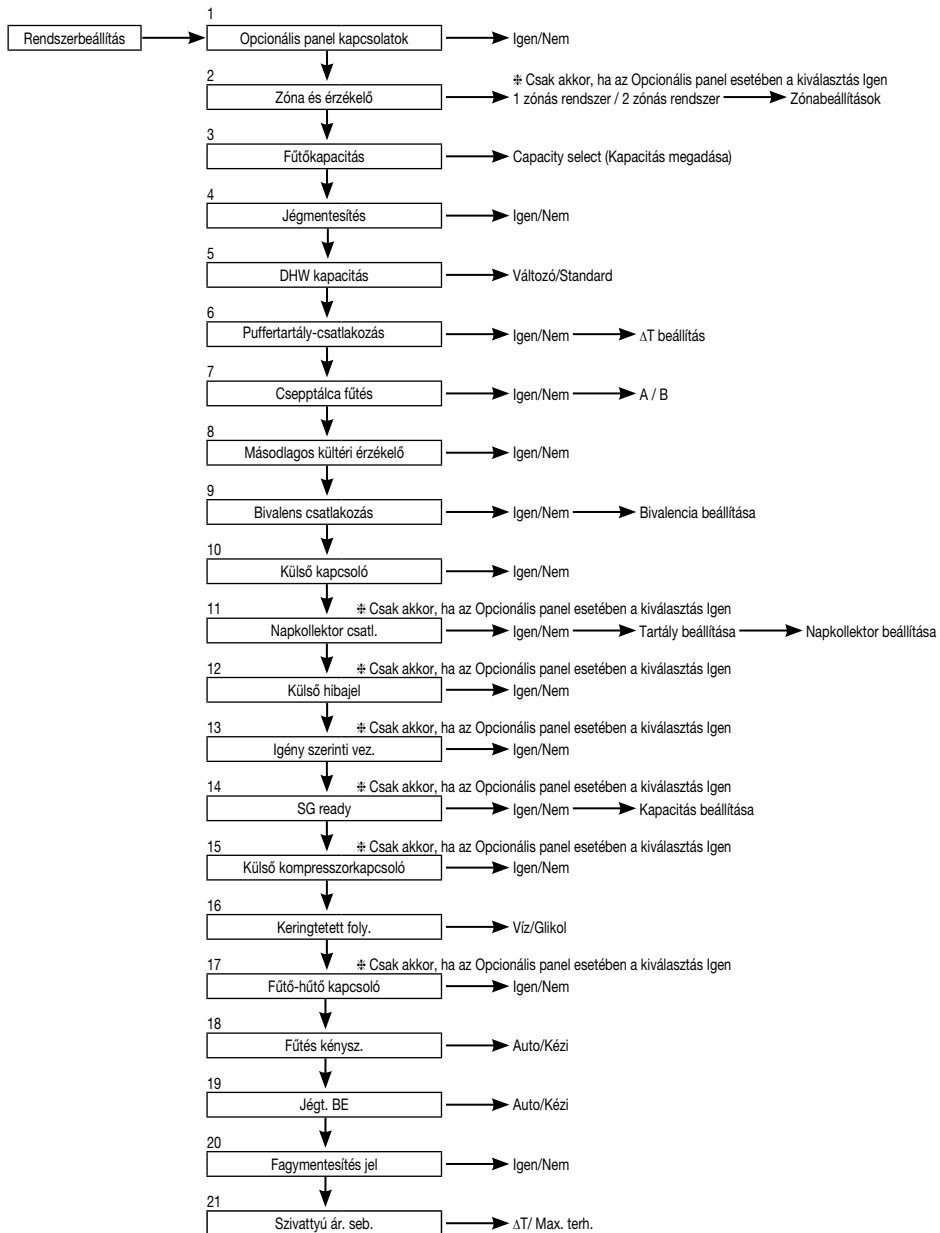 1
Rendszerbeállítás Opcionális panel kapcsolatok Igen/Nem
2 ⁜ Csak akkor, ha az Opcionális panel esetében a kiválasztás Igen
Zóna és érzékelő 1 zónás rendszer / 2 zónás rendszer Zónabeállítások
3
Fűtőkapacitás Capacity select (Kapacitás megadása)
4
Jégmentesítés Igen/Nem
5
DHW kapacitás Változó/Standard
6
Puffertartály-csatlakozás Igen/Nem ΔT beállítás
7
Csepptálca fűtés Igen/Nem A / B
8
Másodlagos kültéri érzékelő Igen/Nem
9
Bivalens csatlakozás Igen/Nem Bivalencia beállítása
10
Külső kapcsoló Igen/Nem
11 ⁜ Csak akkor, ha az Opcionális panel esetében a kiválasztás Igen
Napkollektor csatl. Igen/Nem Tartály beállítása Napkollektor beállítása
12 ⁜ Csak akkor, ha az Opcionális panel esetében a kiválasztás Igen
Külső hibajel Igen/Nem
13 ⁜ Csak akkor, ha az Opcionális panel esetében a kiválasztás Igen
Igény szerinti vez. Igen/Nem
14 ⁜ Csak akkor, ha az Opcionális panel esetében a kiválasztás Igen
SG ready Igen/Nem Kapacitás beállítása
15 ⁜ Csak akkor, ha az Opcionális panel esetében a kiválasztás Igen
Külső kompresszorkapcsoló Igen/Nem
16
Keringtetett foly. Víz/Glikol
17 ⁜ Csak akkor, ha az Opcionális panel esetében a kiválasztás Igen
Fűtő-hűtő kapcsoló Igen/Nem
18
Fűtés kénysz. Auto/Kézi
19
Jégt. BE Auto/Kézi
20
Fagymentesítés jel Igen/Nem
21
Szivattyú ár. seb. ΔT/ Max. terh.